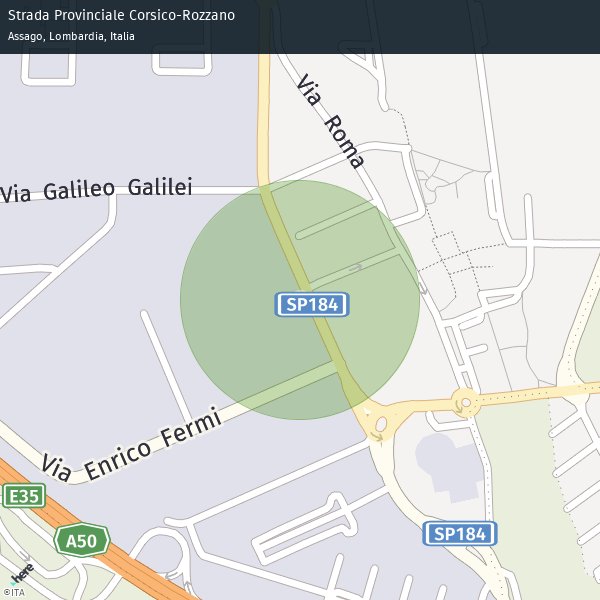 Strada Provinciale Corsico-Rozzano
Assago, Lombardia, Italia
Via Roma
Via Galileo Galilei
SP184
Via Enrico Fermi
E35
A50
SP184
here
©ITA